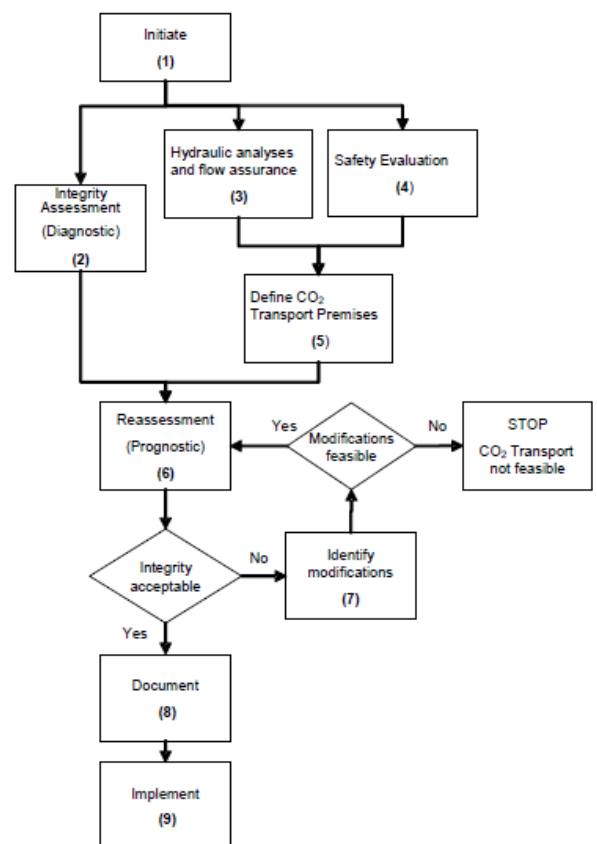 Initiate
(1)
Hydraulic analyses
and flow assurance
(3)
Safety Evaluation
(4)
Integrity
Assessment
(Diagnostic)
(2)
Define CO₂
Transport Premises
(5)
Reassessment
(Prognostic)
(6)
Yes
Modifications
feasible
No
STOP
CO₂ Transport
not feasible
Integrity
acceptable
No
Identify
modifications
(7)
Yes
Document
(8)
Implement
(9)